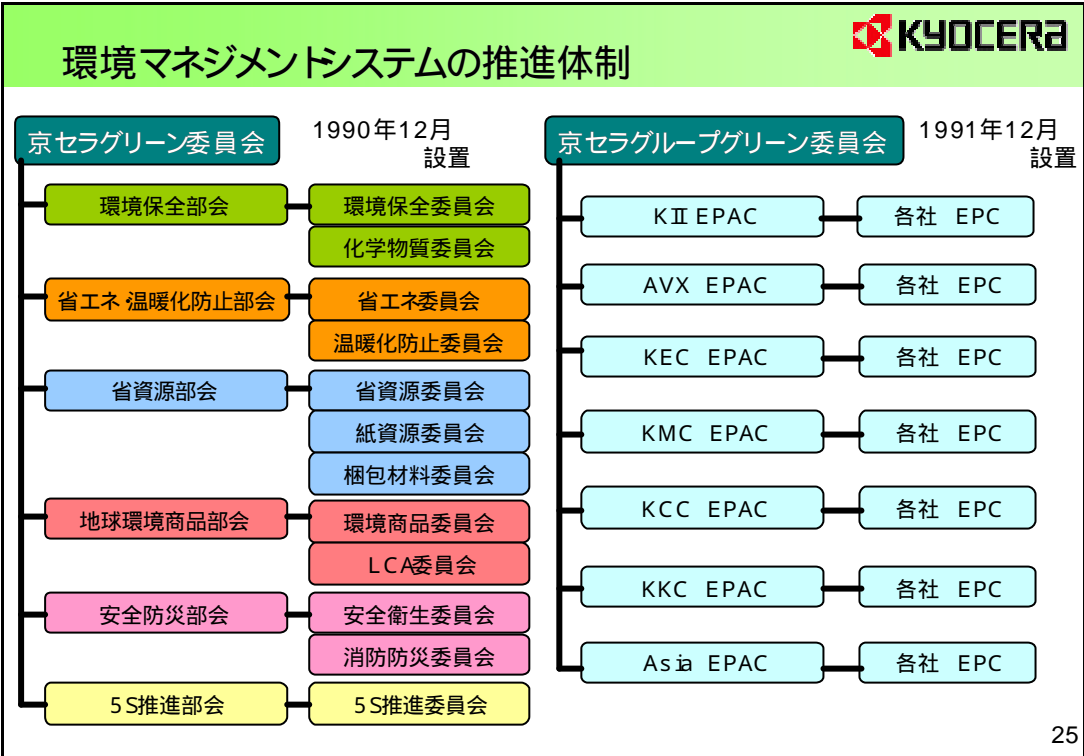 環境マネジメントシステムの推進体制
KYOCERA
京セラグリーン委員会
1990年12月
設置
環境保全部会
環境保全委員会
化学物質委員会
省エネ・温暖化防止部会
省エネ委員会
温暖化防止委員会
省資源部会
省資源委員会
紙資源委員会
梱包材料委員会
地球環境商品部会
環境商品委員会
LCA委員会
安全防災部会
安全衛生委員会
消防防災委員会
5S推進部会
5S推進委員会
京セラグループグリーン委員会
1991年12月
設置
KII EPAC
各社 EPC
AVX EPAC
各社 EPC
KEC EPAC
各社 EPC
KMC EPAC
各社 EPC
KCC EPAC
各社 EPC
KKC EPAC
各社 EPC
Asia EPAC
各社 EPC
25